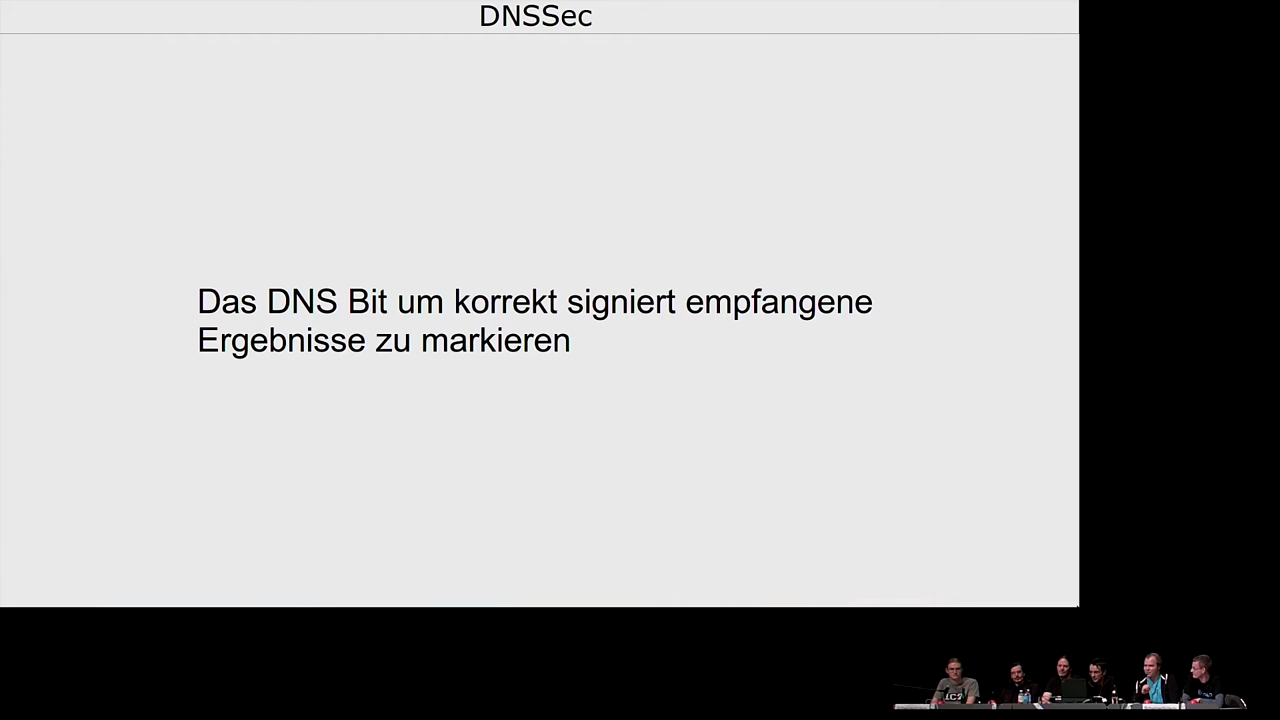 DNSSec
Das DNS Bit um korrekt signiert empfangene
Ergebnisse zu markieren